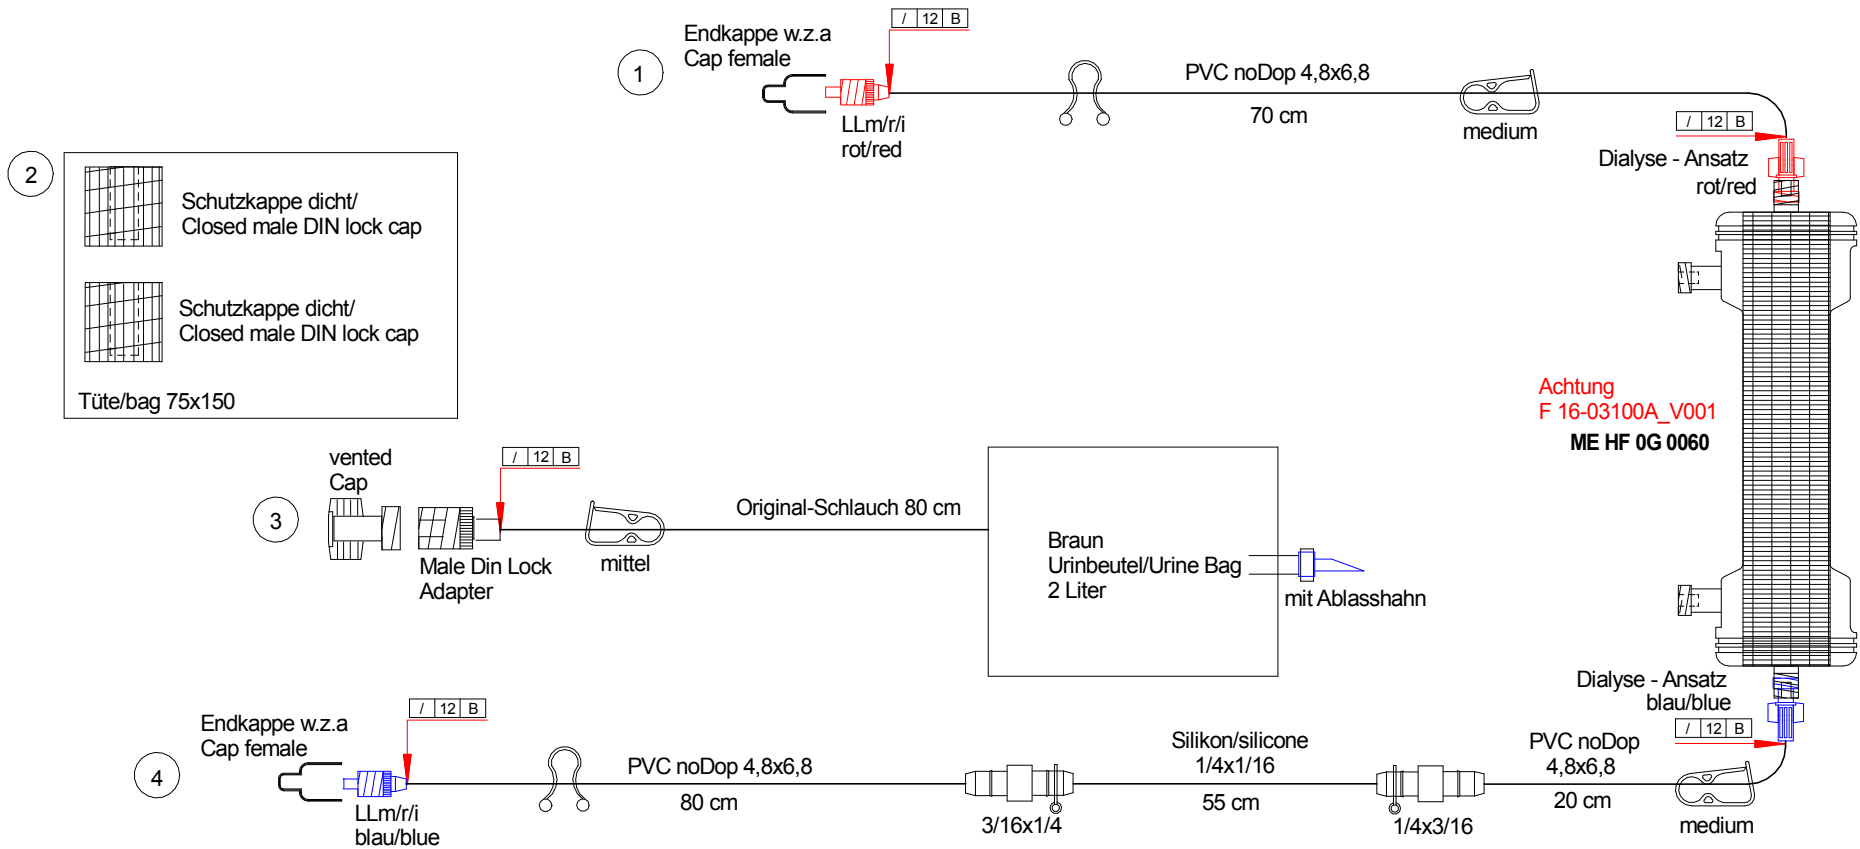 1
Endkappe w.z.a
Cap female
/ 12 B
LLm/r/i
rot/red
PVC noDop 4,8x6,8
70 cm
medium
/ 12 B
Dialyse - Ansatz
rot/red
2
Schutzkappe dicht/
Closed male DIN lock cap
Schutzkappe dicht/
Closed male DIN lock cap
Tüte/bag 75x150
Achtung
F 16-03100A_V001
ME HF 0G 0060
3
vented
Cap
/ 12 B
Male Din Lock
Adapter
mittel
Original-Schlauch 80 cm
Braun
Urinbeutel/Urine Bag
2 Liter
mit Ablasshahn
4
Endkappe w.z.a
Cap female
/ 12 B
LLm/r/i
blau/blue
PVC noDop 4,8x6,8
80 cm
3/16x1/4
Silikon/silicone
1/4x1/16
55 cm
1/4x3/16
PVC noDop
4,8x6,8
20 cm
medium
Dialyse - Ansatz
blau/blue
/ 12 B